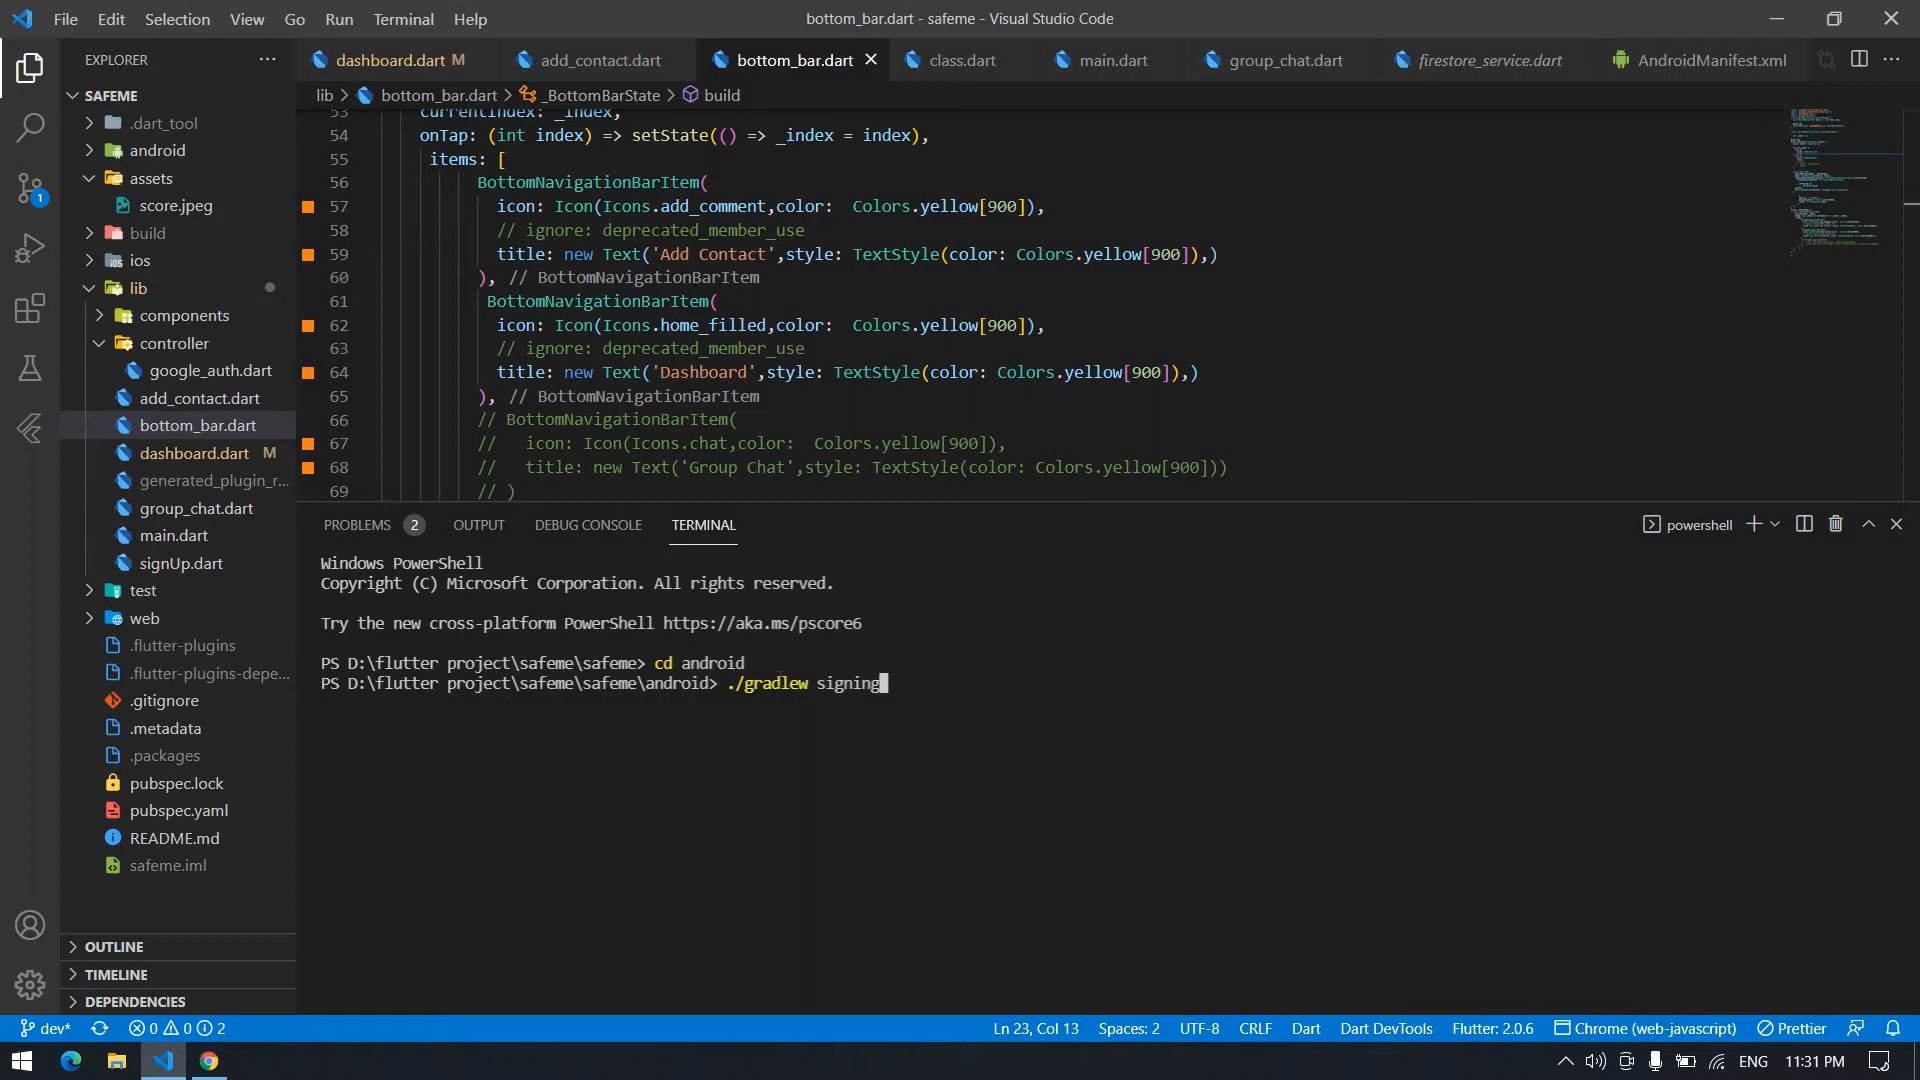 File Edit Selection View Go Run Terminal Help
bottom_bar.dart - safeme - Visual Studio Code
EXPLORER
dashboard.dart M
add_contact.dart
bottom_bar.dart
class.dart
main.dart
group_chat.dart
firestore_service.dart
AndroidManifest.xml
lib > bottom_bar.dart > _BottomBarState > build
SAFEME
.dart_tool
android
assets
score.jpeg
build
ios
lib
components
controller
google_auth.dart
add_contact.dart
bottom_bar.dart
dashboard.dart M
generated_plugin_r...
group_chat.dart
main.dart
signUp.dart
test
web
.flutter-plugins
.flutter-plugins-depe...
.gitignore
.metadata
.packages
pubspec.lock
pubspec.yaml
README.md
safeme.iml
OUTLINE
TIMELINE
DEPENDENCIES
1
53 currentIndex: _index,
54 onTap: (int index) => setState(() => _index = index),
55 items: [
56 BottomNavigationBarItem(
57 icon: Icon(Icons.add_comment,color:  Colors.yellow[900]),
58 // ignore: deprecated_member_use
59 title: new Text('Add Contact',style: TextStyle(color: Colors.yellow[900]),)
60 ), // BottomNavigationBarItem
61 BottomNavigationBarItem(
62 icon: Icon(Icons.home_filled,color:  Colors.yellow[900]),
63 // ignore: deprecated_member_use
64 title: new Text('Dashboard',style: TextStyle(color: Colors.yellow[900]),)
65 ), // BottomNavigationBarItem
66 // BottomNavigationBarItem(
67 //   icon: Icon(Icons.chat,color:  Colors.yellow[900]),
68 //   title: new Text('Group Chat',style: TextStyle(color: Colors.yellow[900]))
69 // )
PROBLEMS 2 OUTPUT DEBUG CONSOLE TERMINAL
powershell
Windows PowerShell
Copyright (C) Microsoft Corporation. All rights reserved.
Try the new cross-platform PowerShell https://aka.ms/pscore6
PS D:\flutter project\safeme\safeme> cd android
PS D:\flutter project\safeme\safeme\android> ./gradlew signing
dev* 0 0 2
Ln 23, Col 13 Spaces: 2 UTF-8 CRLF Dart Dart DevTools Flutter: 2.0.6 Chrome (web-javascript) Prettier
ENG 11:31 PM